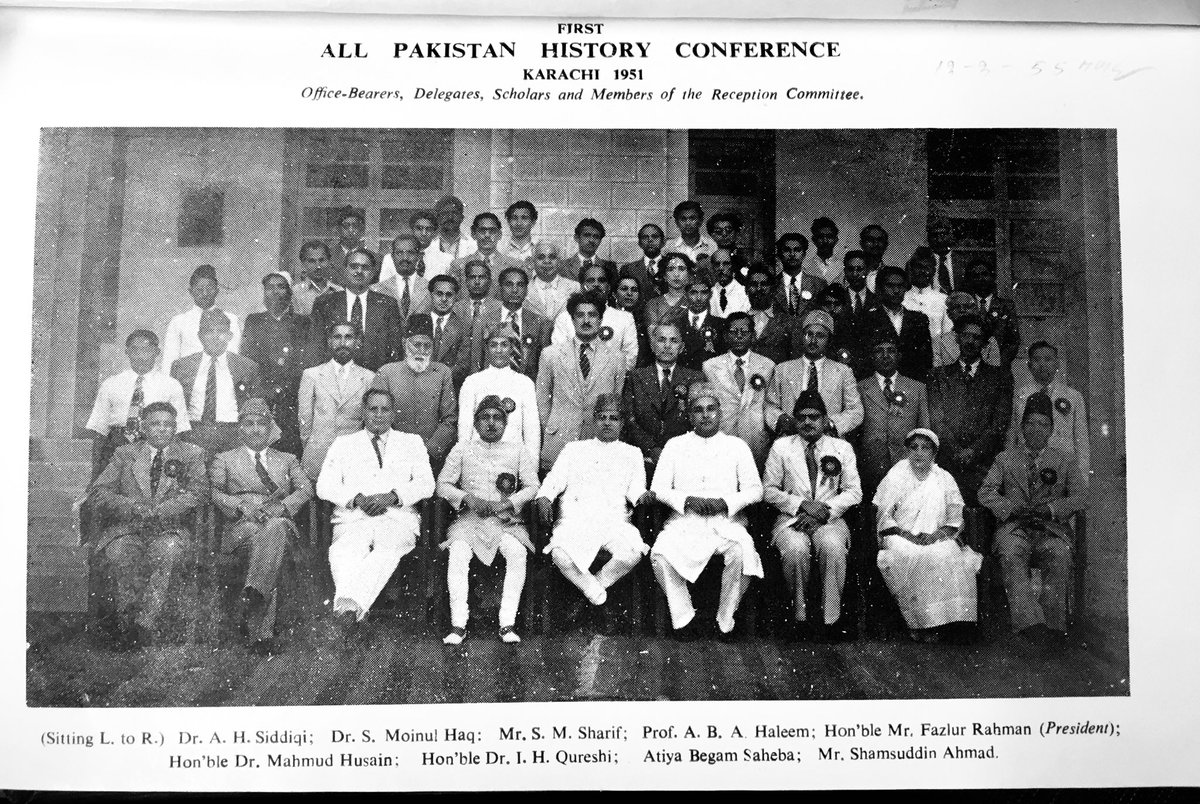 FIRST
ALL PAKISTAN HISTORY CONFERENCE
KARACHI 1951
Office-Bearers, Delegates, Scholars and Members of the Reception Committee.
(Sitting L. to R.) Dr. A. H. Siddiqi; Dr. S. Moinul Haq: Mr. S. M. Sharif; Prof. A. B. A. Haleem; Hon'ble Mr. Fazlur Rahman (President);
Hon'ble Dr. Mahmud Husain; Hon'ble Dr. I. H. Qureshi; Atiya Begam Saheba; Mr. Shamsuddin Ahmad.